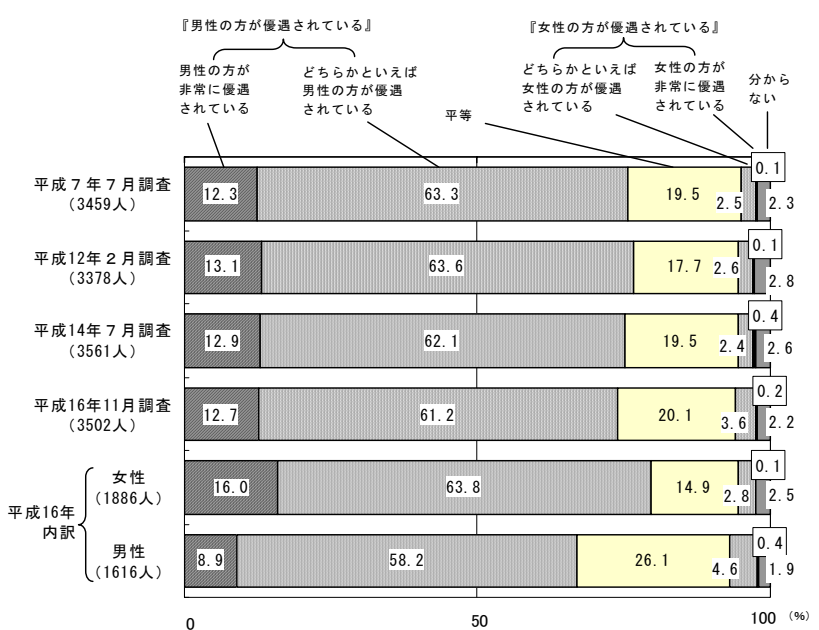 『男性の方が優遇されている』
『女性の方が優遇されている』
男性の方が
非常に優遇
されている
どちらかといえば
男性の方が優遇
されている
平等
どちらかといえば
女性の方が優遇
されている
女性の方が
非常に優遇
されている
分から
ない
平成７年７月調査
(3459人)
12.3 63.3 19.5 2.5 0.1 2.3
平成12年２月調査
(3378人)
13.1 63.6 17.7 2.6 0.1 2.8
平成14年７月調査
(3561人)
12.9 62.1 19.5 2.4 0.4 2.6
平成16年11月調査
(3502人)
12.7 61.2 20.1 3.6 0.2 2.2
平成16年
内訳
女性
(1886人)
16.0 63.8 14.9 2.8 0.1 2.5
男性
(1616人)
8.9 58.2 26.1 4.6 0.4 1.9
0 50 100 (%)